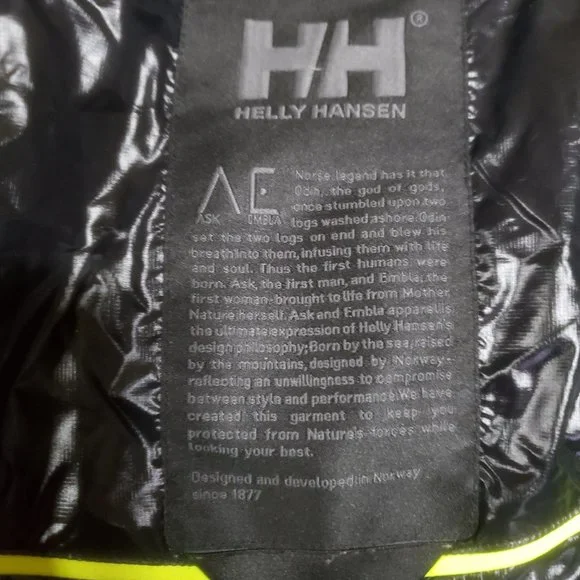 HH®
HELLY HANSEN
AE
ASK EMBLA
Norse legend has it that
Odin, the god of gods,
once stumbled upon two
logs washed ashore. Odin
set the two logs on end and blew his
breath into them, infusing them with life
and soul. Thus the first humans were
born. Ask, the first man, and Embla, the
first woman-brought to life from Mother
Nature herself. Ask and Embla apparel is
the ultimate expression of Helly Hansen's
design philosophy; Born by the sea, raised
by the mountains, designed by Norway-
reflecting an unwillingness to compromise
between style and performance. We have
created this garment to keep you
protected from Nature's forces while
looking your best.
Designed and developed in Norway
since 1877